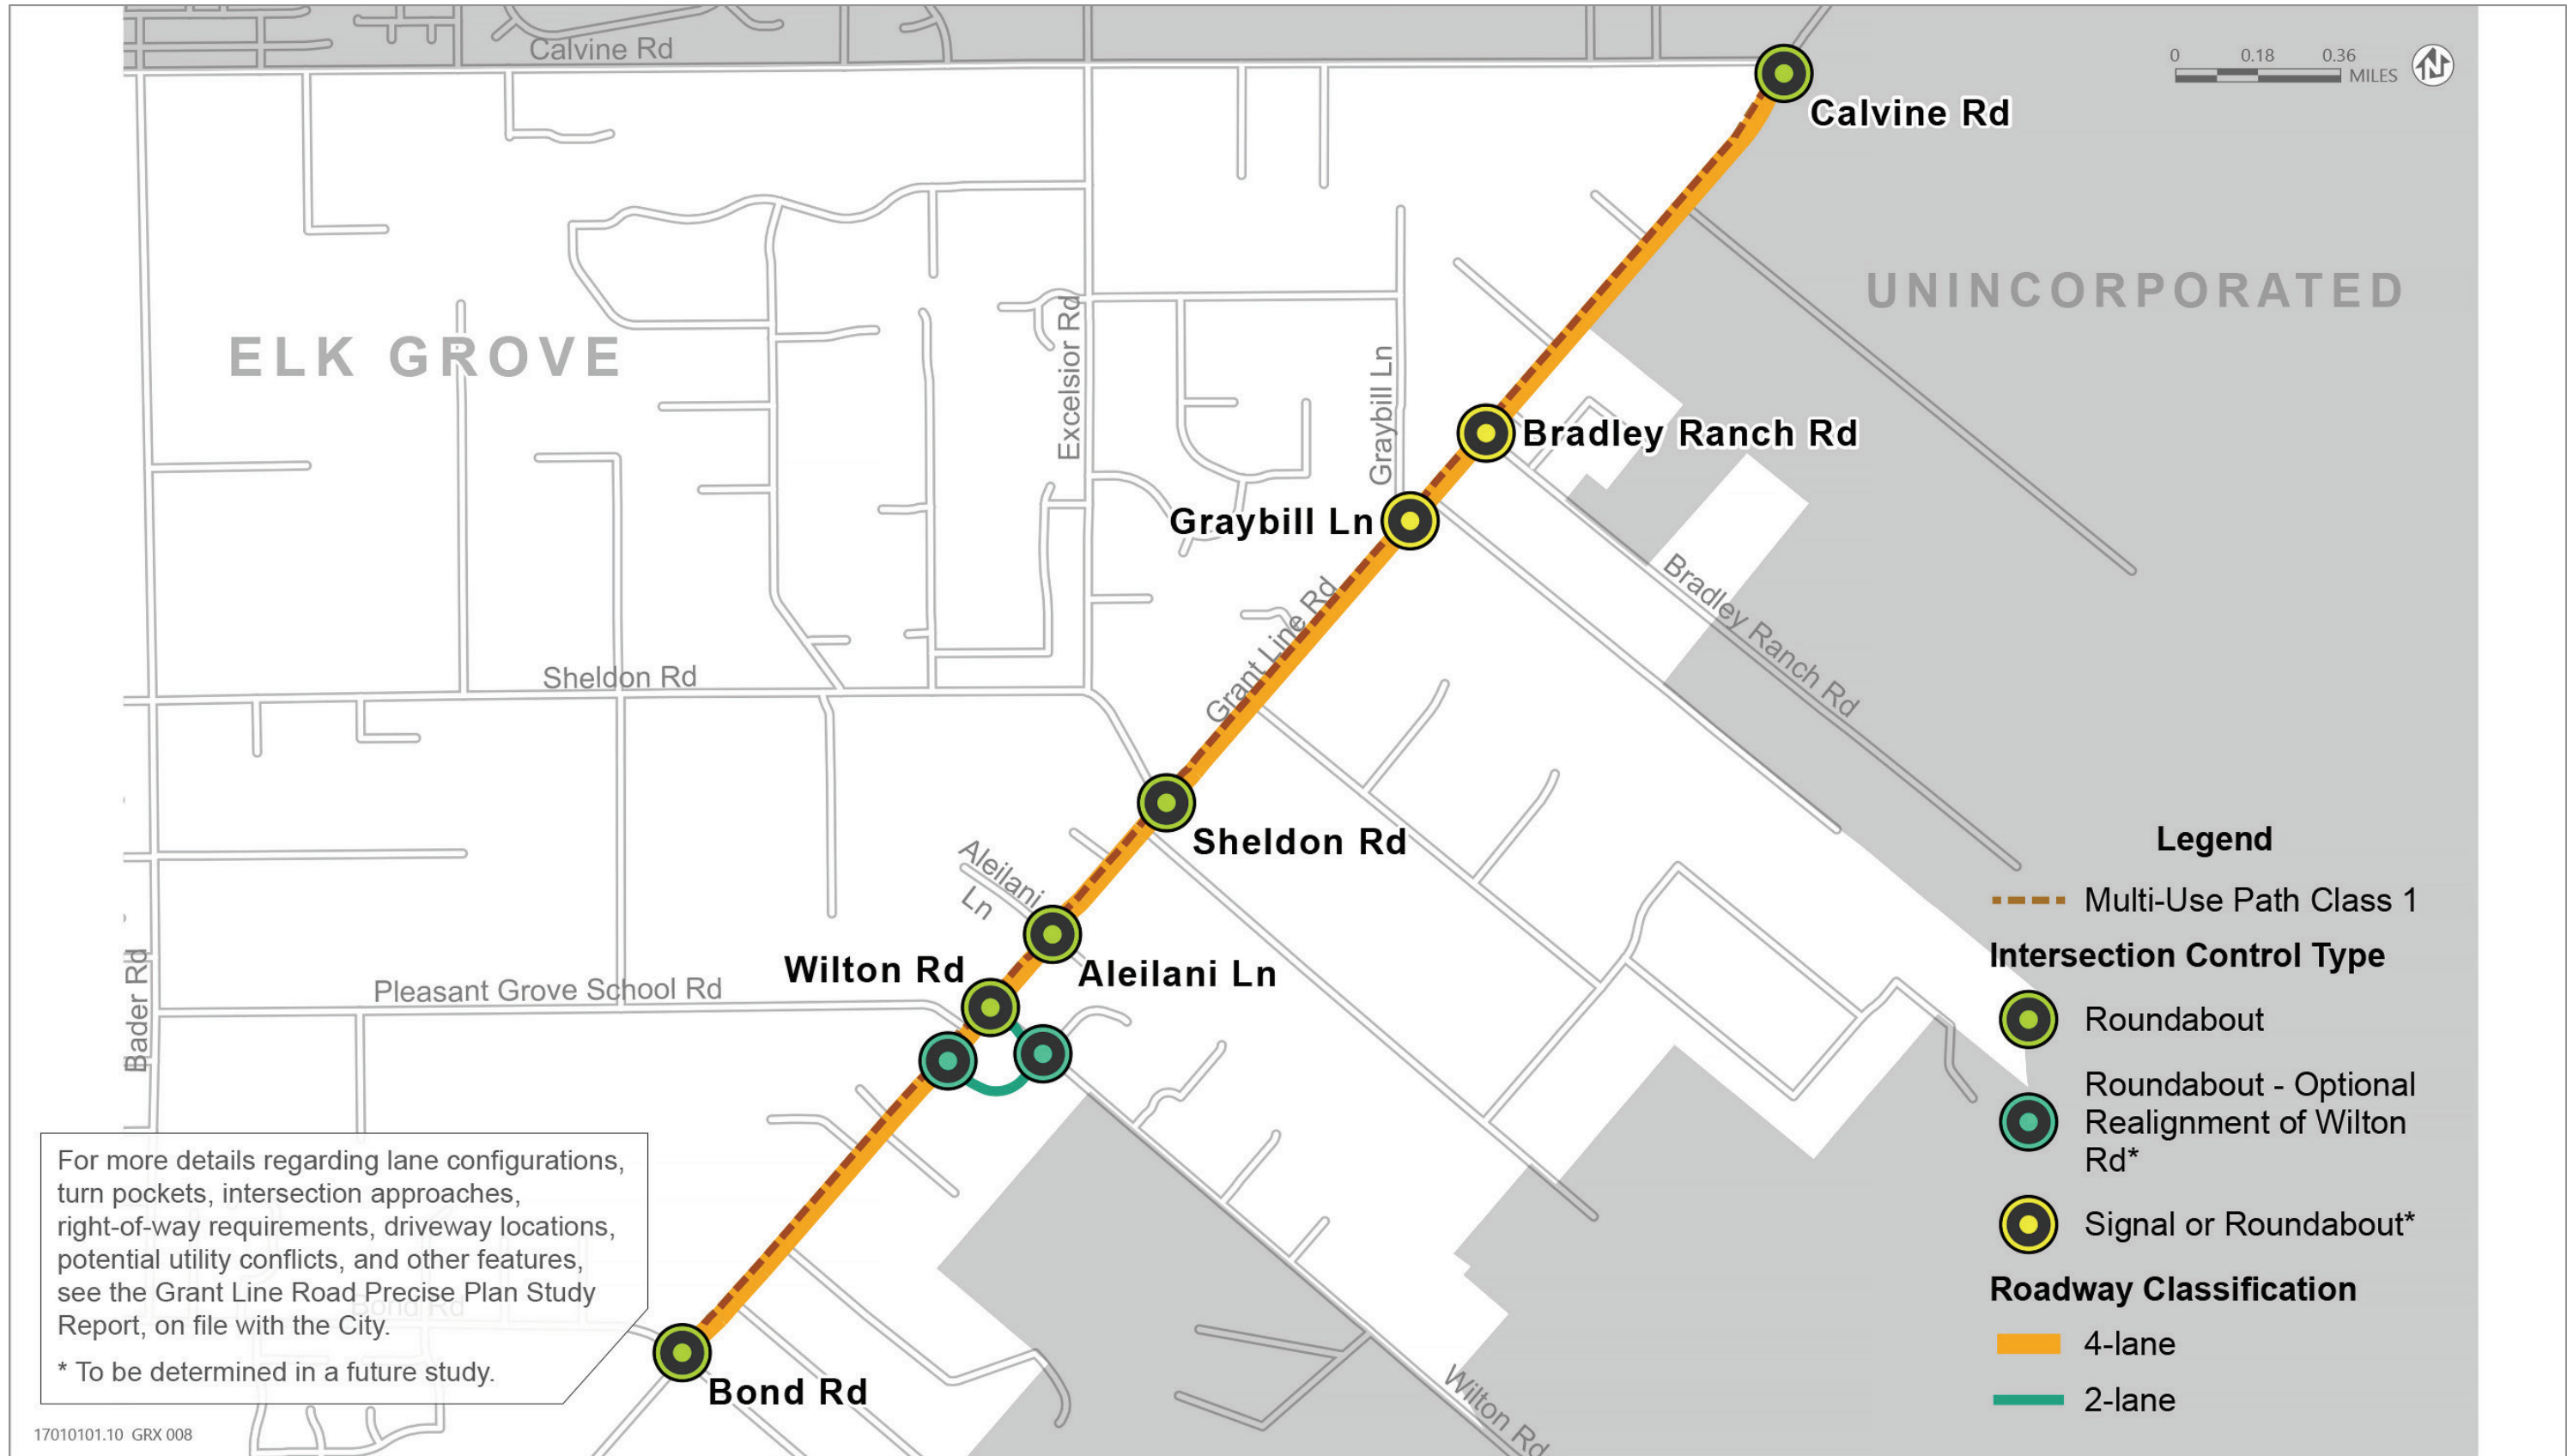 Calvine Rd
0 0.18 0.36
MILES
N
Calvine Rd
UNINCORPORATED
ELK GROVE
Excelsior Rd
Graybill Ln
Bradley Ranch Rd
Graybill Ln
Bradley Ranch Rd
Grant Line Rd
Sheldon Rd
Sheldon Rd
Aleilani
Ln
Wilton Rd
Aleilani Ln
Pleasant Grove School Rd
Bader Rd
Bond Rd
Bond Rd
Wilton Rd
Legend
Multi-Use Path Class 1
Intersection Control Type
Roundabout
Roundabout - Optional
Realignment of Wilton
Rd*
Signal or Roundabout*
Roadway Classification
4-lane
2-lane
For more details regarding lane configurations,
turn pockets, intersection approaches,
right-of-way requirements, driveway locations,
potential utility conflicts, and other features,
see the Grant Line Road Precise Plan Study
Report, on file with the City.
* To be determined in a future study.
17010101.10 GRX 008